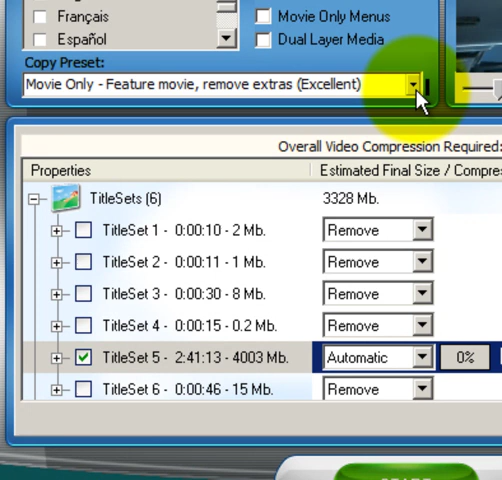 Français
Movie Only Menus
Español
Dual Layer Media
Copy Preset:
Movie Only - Feature movie, remove extras (Excellent)
Overall Video Compression Required:
Properties
Estimated Final Size / Compre
TitleSets (6)
3328 Mb.
TitleSet 1 - 0:00:10 - 2 Mb.
Remove
TitleSet 2 - 0:00:11 - 1 Mb.
Remove
TitleSet 3 - 0:00:30 - 8 Mb.
Remove
TitleSet 4 - 0:00:15 - 0.2 Mb.
Remove
TitleSet 5 - 2:41:13 - 4003 Mb.
Automatic
0%
TitleSet 6 - 0:00:46 - 15 Mb.
Remove